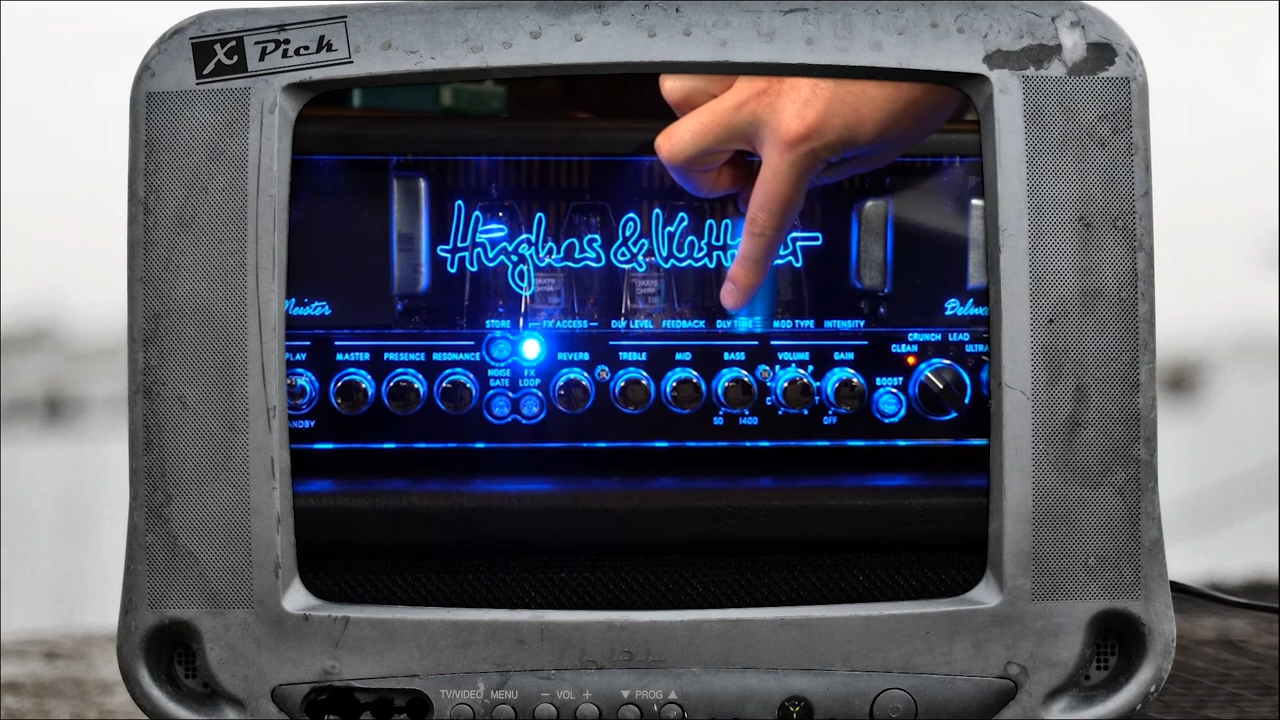 X Pick
Hughes & Kettner
Meister
Deluxe
STORE FX ACCESS DLY LEVEL FEEDBACK DLY TIME MOD TYPE INTENSITY
CRUNCH LEAD
CLEAN ULTRA
PLAY MASTER PRESENCE RESONANCE REVERB TREBLE MID BASS VOLUME GAIN
NOISE GATE FX LOOP
BOOST
50 1400 OFF
TV/VIDEO MENU − VOL + ▼ PROG ▲